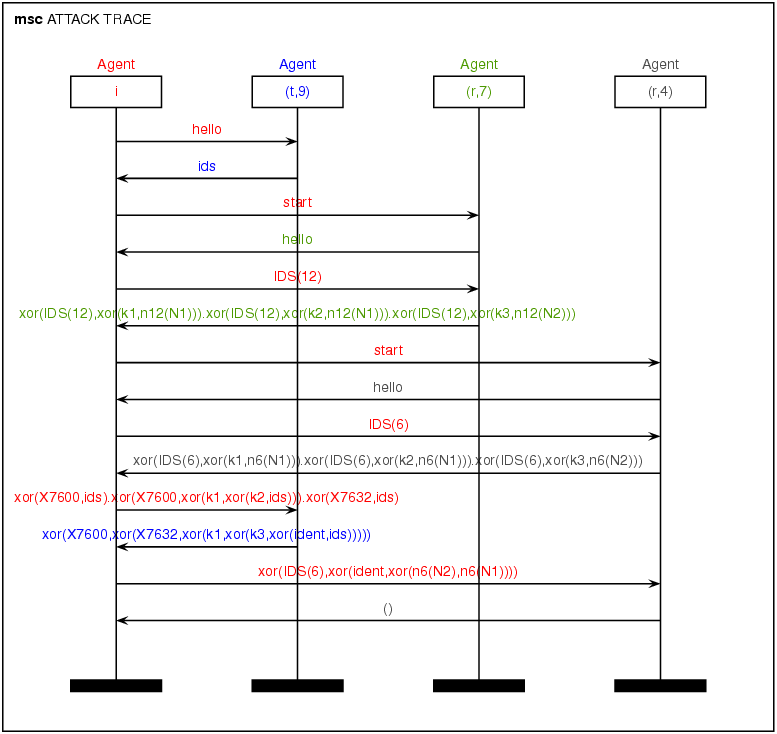 msc ATTACK TRACE
Agent Agent Agent Agent
i (t,9) (r,7) (r,4)
hello
ids
start
hello
IDS(12)
xor(IDS(12),xor(k1,n12(N1))).xor(IDS(12),xor(k2,n12(N1))).xor(IDS(12),xor(k3,n12(N2)))
start
hello
IDS(6)
xor(IDS(6),xor(k1,n6(N1))).xor(IDS(6),xor(k2,n6(N1))).xor(IDS(6),xor(k3,n6(N2)))
xor(X7600,ids).xor(X7600,xor(k1,xor(k2,ids))).xor(X7632,ids)
xor(X7600,xor(X7632,xor(k1,xor(k3,xor(ident,ids)))))
xor(IDS(6),xor(ident,xor(n6(N2),n6(N1))))
()